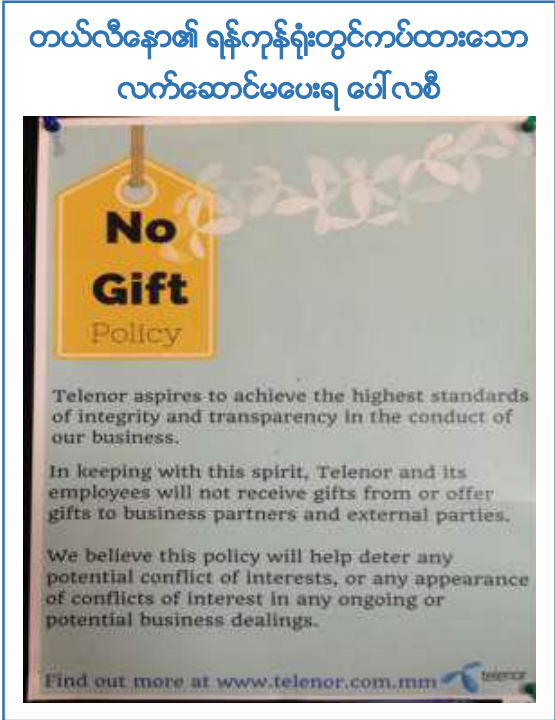 တယ်လီနော၏ ရန်ကုန်ရုံးတွင်ကပ်ထားသော
လက်ဆောင်မပေးရ ပေါ်လစီ
No
Gift
Policy
Telenor aspires to achieve the highest standards
of integrity and transparency in the conduct of
our business.
In keeping with this spirit, Telenor and its
employees will not receive gifts from or offer
gifts to business partners and external parties.
We believe this policy will help deter any
potential conflict of interests, or any appearance
of conflicts of interest in any ongoing or
potential business dealings.
Find out more at www.telenor.com.mm telenor